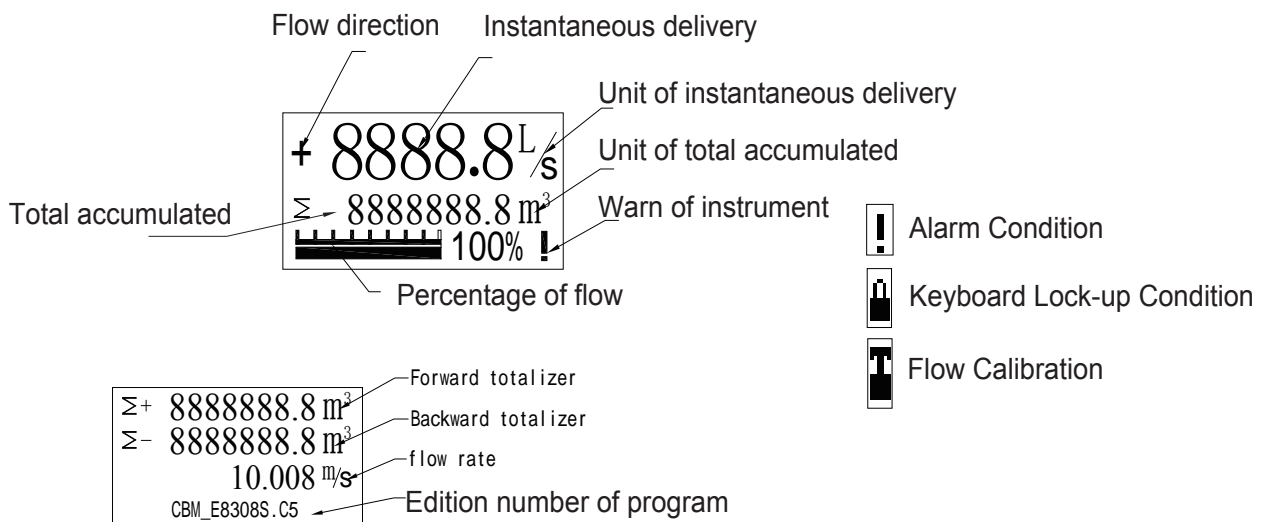 Flow direction
Instantaneous delivery
Unit of instantaneous delivery
+ 8888.8 L/s
Unit of total accumulated
Total accumulated
Σ 8888888.8 m³
Warn of instrument
100% !
Percentage of flow
! Alarm Condition
Keyboard Lock-up Condition
Flow Calibration
Forward totalizer
Σ+ 8888888.8 m³
Backward totalizer
Σ- 8888888.8 m³
flow rate
10.008 m/s
CBM_E8308S.C5
Edition number of program